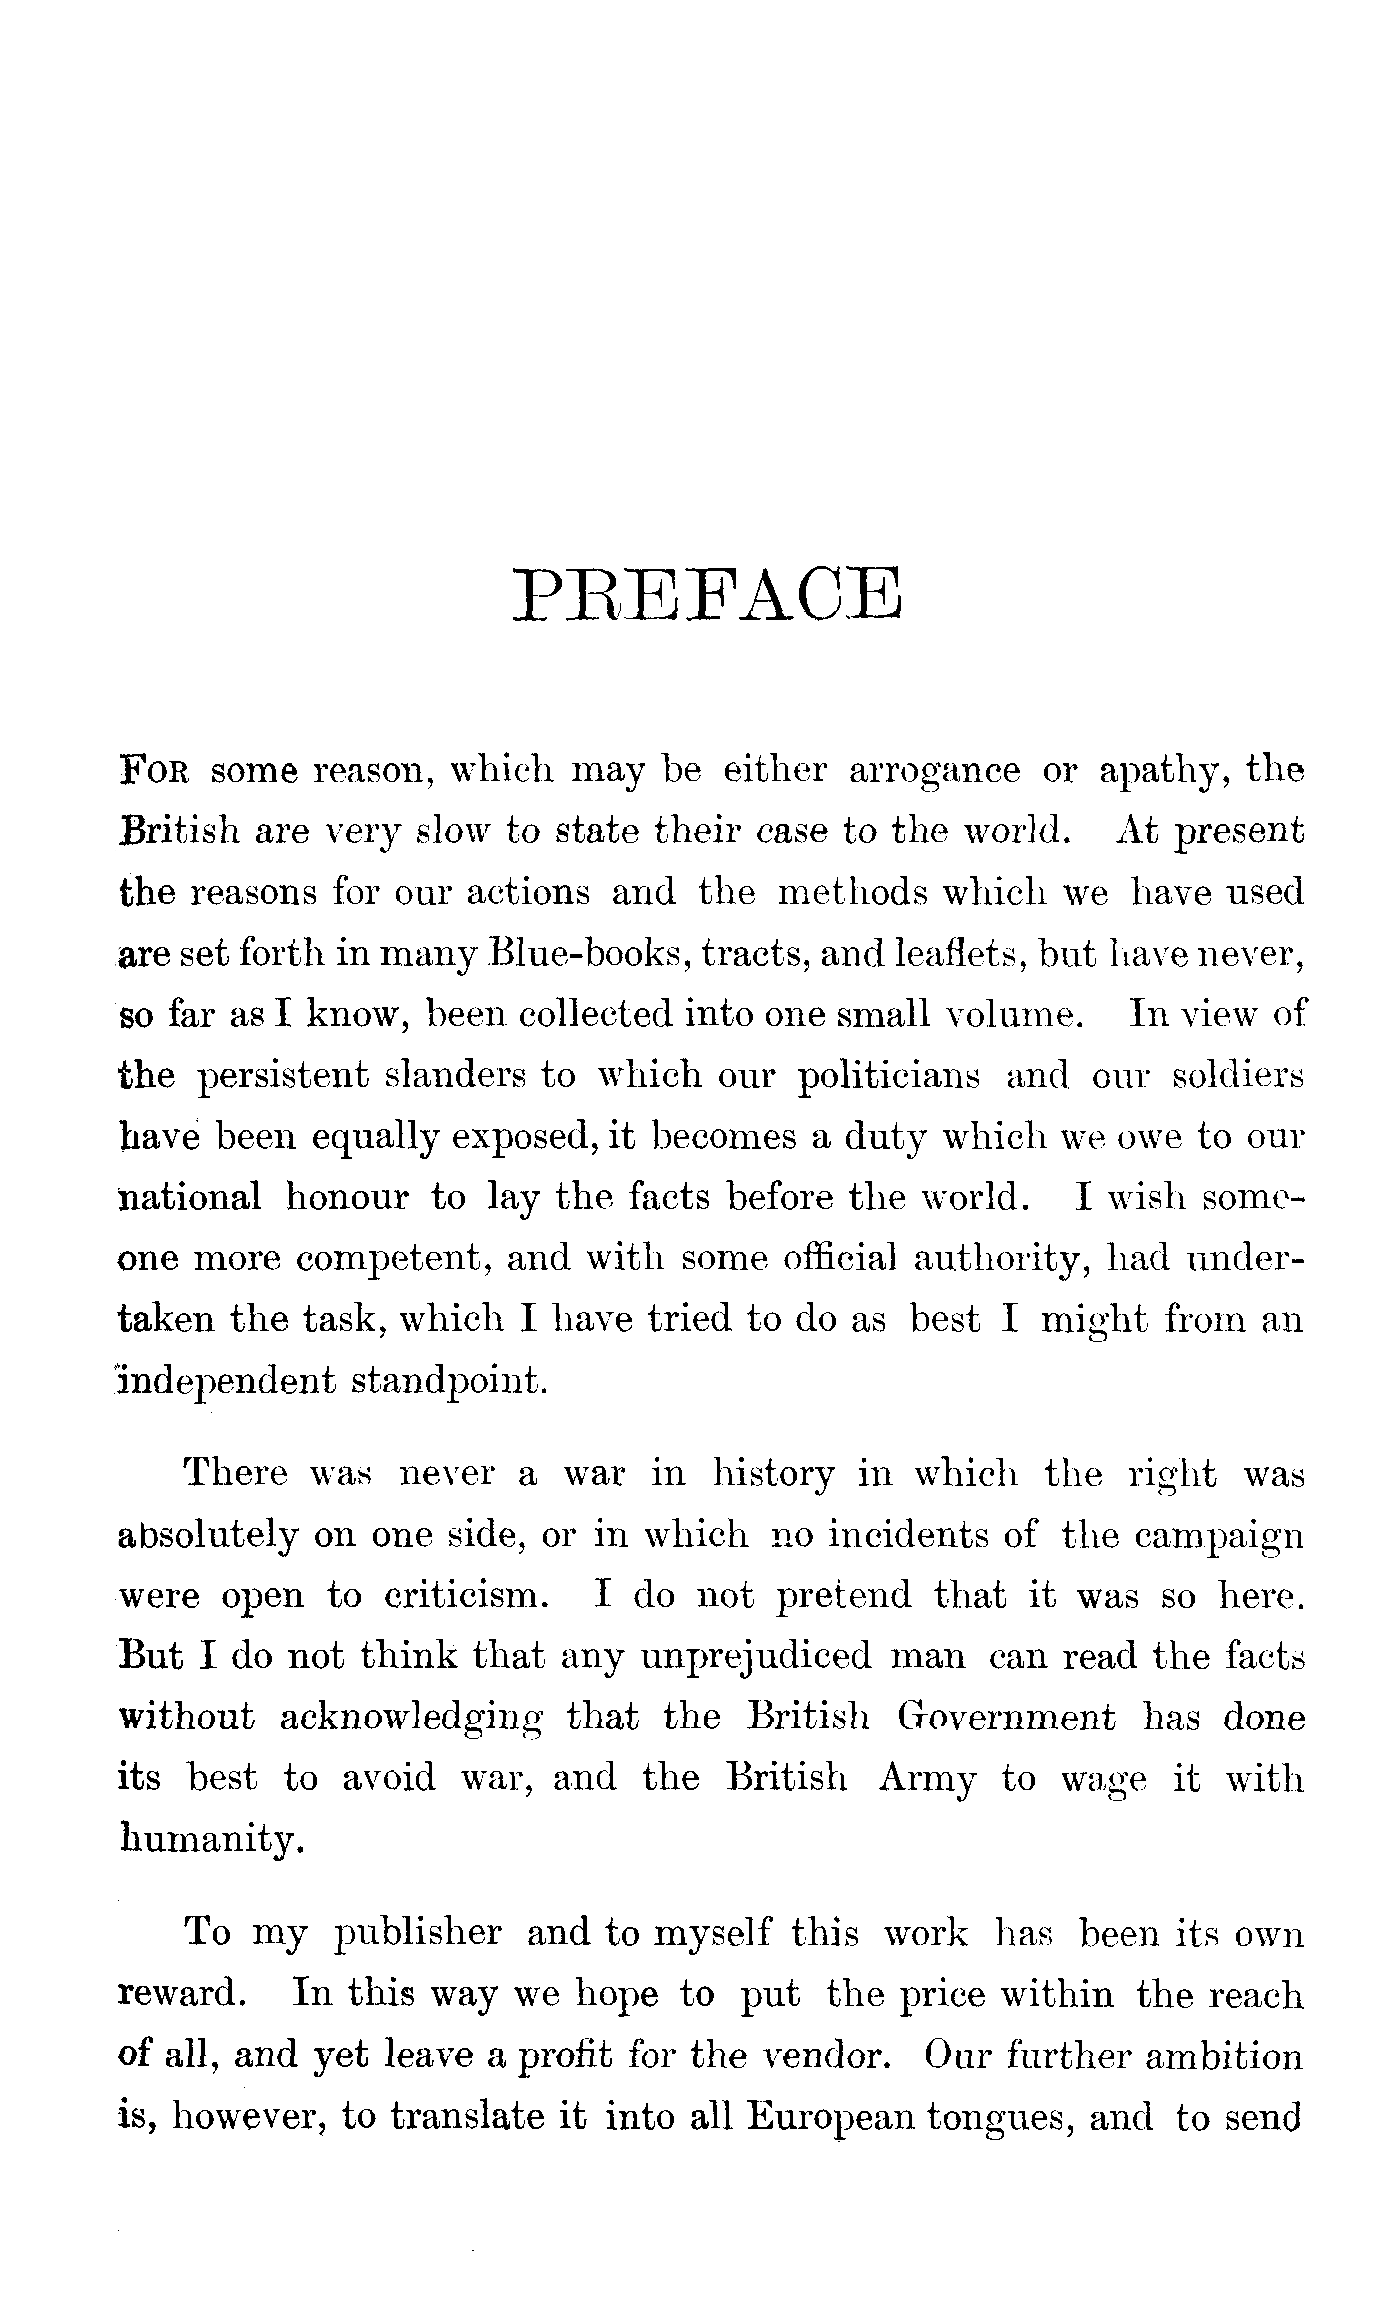 PREFACE
FOR some reason, which may be either arrogance or apathy, the
British are very slow to state their case to the world. At present
the reasons for our actions and the methods which we have used
are set forth in many Blue-books, tracts, and leaflets, but have never,
so far as I know, been collected into one small volume. In view of
the persistent slanders to which our politicians and our soldiers
have been equally exposed, it becomes a duty which we owe to our
national honour to lay the facts before the world. I wish some-
one more competent, and with some official authority, had under-
taken the task, which I have tried to do as best I might from an
independent standpoint.
There was never a war in history in which the right was
absolutely on one side, or in which no incidents of the campaign
were open to criticism. I do not pretend that it was so here.
But I do not think that any unprejudiced man can read the facts
without acknowledging that the British Government has done
its best to avoid war, and the British Army to wage it with
humanity.
To my publisher and to myself this work has been its own
reward. In this way we hope to put the price within the reach
of all, and yet leave a profit for the vendor. Our further ambition
is, however, to translate it into all European tongues, and to send